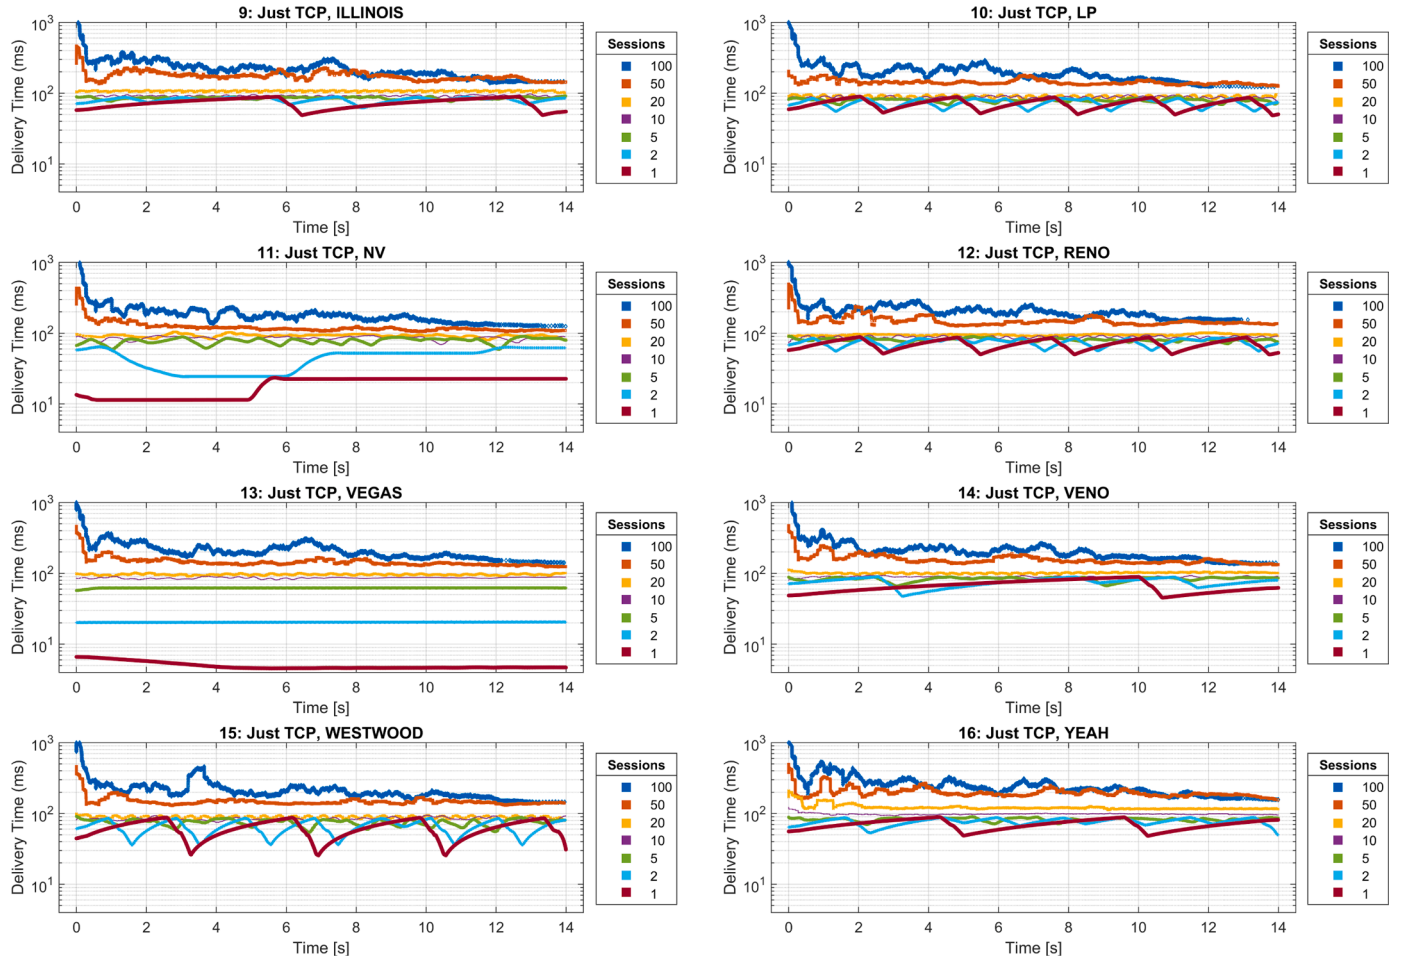 9: Just TCP, ILLINOIS
Delivery Time (ms)
10³
10²
10¹
0 2 4 6 8 10 12 14
Time [s]
Sessions
100
50
20
10
5
2
1
10: Just TCP, LP
Delivery Time (ms)
10³
10²
10¹
0 2 4 6 8 10 12 14
Time [s]
Sessions
100
50
20
10
5
2
1
11: Just TCP, NV
Delivery Time (ms)
10³
10²
10¹
0 2 4 6 8 10 12 14
Time [s]
Sessions
100
50
20
10
5
2
1
12: Just TCP, RENO
Delivery Time (ms)
10³
10²
10¹
0 2 4 6 8 10 12 14
Time [s]
Sessions
100
50
20
10
5
2
1
13: Just TCP, VEGAS
Delivery Time (ms)
10³
10²
10¹
0 2 4 6 8 10 12 14
Time [s]
Sessions
100
50
20
10
5
2
1
14: Just TCP, VENO
Delivery Time (ms)
10³
10²
10¹
0 2 4 6 8 10 12 14
Time [s]
Sessions
100
50
20
10
5
2
1
15: Just TCP, WESTWOOD
Delivery Time (ms)
10³
10²
10¹
0 2 4 6 8 10 12 14
Time [s]
Sessions
100
50
20
10
5
2
1
16: Just TCP, YEAH
Delivery Time (ms)
10³
10²
10¹
0 2 4 6 8 10 12 14
Time [s]
Sessions
100
50
20
10
5
2
1